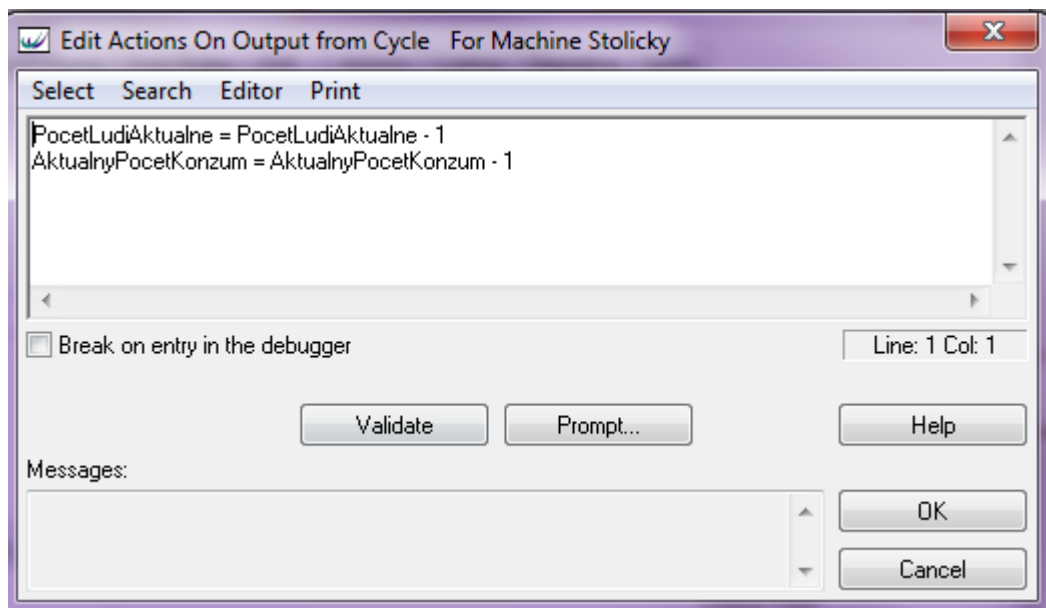 Edit Actions On Output from Cycle For Machine Stolicky
Select Search Editor Print
PocetLudiAktualne = PocetLudiAktualne - 1
AktualnyPocetKonzum = AktualnyPocetKonzum - 1
Break on entry in the debugger
Line: 1 Col: 1
Validate
Prompt...
Help
Messages:
OK
Cancel